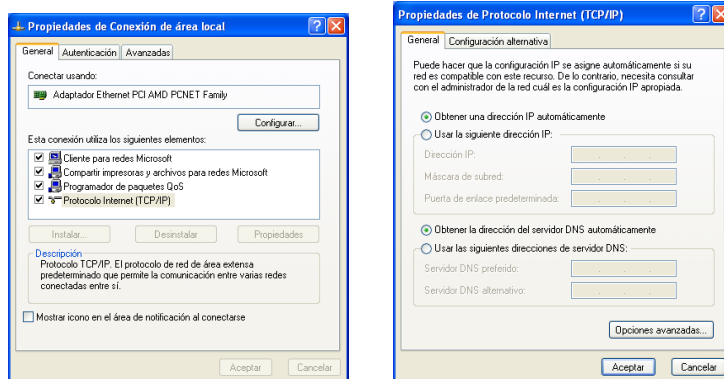 Propiedades de Conexión de área local
General Autenticación Avanzadas
Conectar usando:
Adaptador Ethernet PCI AMD PCNET Family
Configurar...
Esta conexión utiliza los siguientes elementos:
Cliente para redes Microsoft
Compartir impresoras y archivos para redes Microsoft
Programador de paquetes QoS
Protocolo Internet (TCP/IP)
Instalar... Desinstalar Propiedades
Descripción
Protocolo TCP/IP. El protocolo de red de área extensa
predeterminado que permite la comunicación entre varias redes
conectadas entre sí.
Mostrar icono en el área de notificación al conectarse
Aceptar Cancelar
Propiedades de Protocolo Internet (TCP/IP)
General Configuración alternativa
Puede hacer que la configuración IP se asigne automáticamente si su
red es compatible con este recurso. De lo contrario, necesita consultar
con el administrador de la red cuál es la configuración IP apropiada.
Obtener una dirección IP automáticamente
Usar la siguiente dirección IP:
Dirección IP:
Máscara de subred:
Puerta de enlace predeterminada:
Obtener la dirección del servidor DNS automáticamente
Usar las siguientes direcciones de servidor DNS:
Servidor DNS preferido:
Servidor DNS alternativo:
Opciones avanzadas...
Aceptar Cancelar